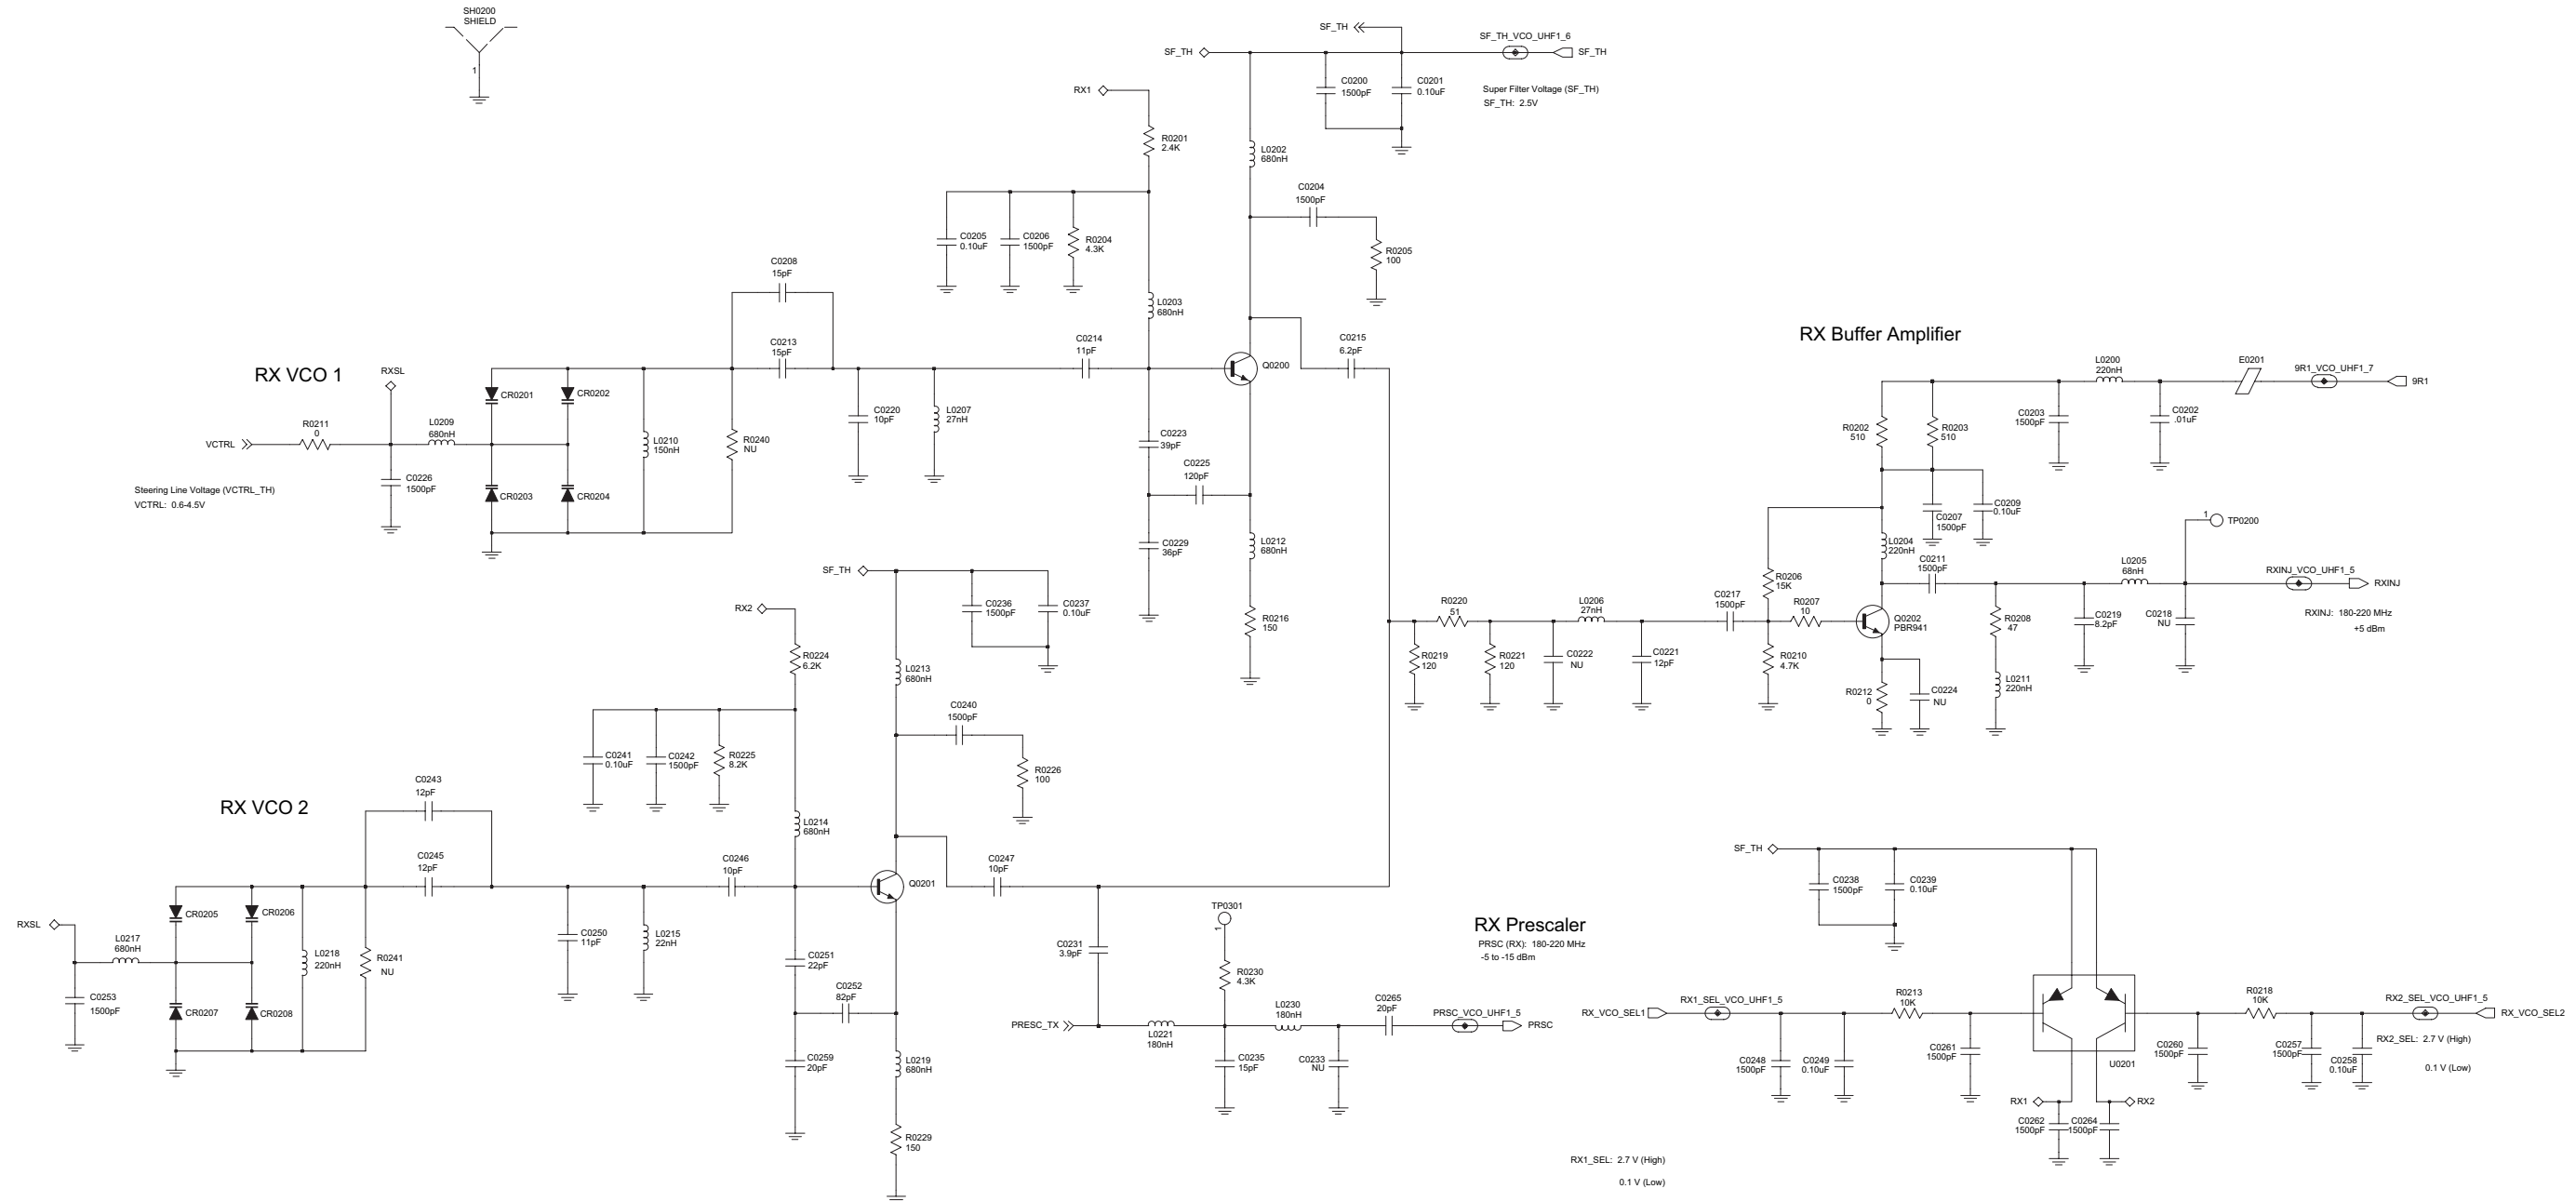 SH0200
SHIELD
1
SF_TH
SF_TH_VCO_UHF1_6
SF_TH
SF_TH
C0200
1500pF
C0201
0.10uF
Super Filter Voltage (SF_TH)
SF_TH: 2.5V
RX1
R0201
2.4K
L0202
680nH
C0204
1500pF
C0205
0.10uF
C0206
1500pF
R0204
4.3K
R0205
100
C0208
15pF
L0203
680nH
RX VCO 1
RXSL
C0213
15pF
C0214
11pF
Q0200
C0215
6.2pF
CR0201
CR0202
R0211
0
L0209
680nH
VCTRL
L0210
150nH
R0240
NU
C0220
10pF
L0207
27nH
C0223
39pF
C0225
120pF
C0226
1500pF
CR0203
CR0204
Steering Line Voltage (VCTRL_TH)
VCTRL: 0.6-4.5V
C0229
36pF
L0212
680nH
R0216
150
RX Buffer Amplifier
L0200
220nH
E0201
9R1_VCO_UHF1_7
9R1
R0202
510
R0203
510
C0203
1500pF
C0202
.01uF
C0207
1500pF
C0209
0.10uF
L0204
220nH
1
TP0200
C0211
1500pF
L0205
68nH
RXINJ_VCO_UHF1_5
RXINJ
RXINJ: 180-220 MHz
+5 dBm
R0220
51
L0206
27nH
C0217
1500pF
R0206
15K
R0207
10
Q0202
PBR941
R0208
47
C0219
8.2pF
C0218
NU
R0219
120
R0221
120
C0222
NU
C0221
12pF
R0210
4.7K
R0212
0
C0224
NU
L0211
220nH
SF_TH
RX2
C0236
1500pF
C0237
0.10uF
R0224
6.2K
L0213
680nH
C0240
1500pF
C0241
0.10uF
C0242
1500pF
R0225
8.2K
R0226
100
RX VCO 2
C0243
12pF
L0214
680nH
C0245
12pF
C0246
10pF
Q0201
C0247
10pF
CR0205
CR0206
RXSL
L0217
680nH
L0218
220nH
R0241
NU
C0250
11pF
L0215
22nH
C0251
22pF
C0252
82pF
C0253
1500pF
CR0207
CR0208
C0259
20pF
L0219
680nH
R0229
150
TP0301
1
C0231
3.9pF
R0230
4.3K
RX Prescaler
PRSC (RX): 180-220 MHz
-5 to -15 dBm
PRESC_TX
L0221
180nH
L0230
180nH
C0265
20pF
PRSC_VCO_UHF1_5
PRSC
C0235
15pF
C0233
NU
SF_TH
C0238
1500pF
C0239
0.10uF
RX_VCO_SEL1
RX1_SEL_VCO_UHF1_5
R0213
10K
R0218
10K
RX2_SEL_VCO_UHF1_5
RX_VCO_SEL2
C0248
1500pF
C0249
0.10uF
C0261
1500pF
U0201
C0260
1500pF
C0257
1500pF
C0258
0.10uF
RX2_SEL: 2.7 V (High)
0.1 V (Low)
RX1
RX2
C0262
1500pF
C0264
1500pF
RX1_SEL: 2.7 V (High)
0.1 V (Low)